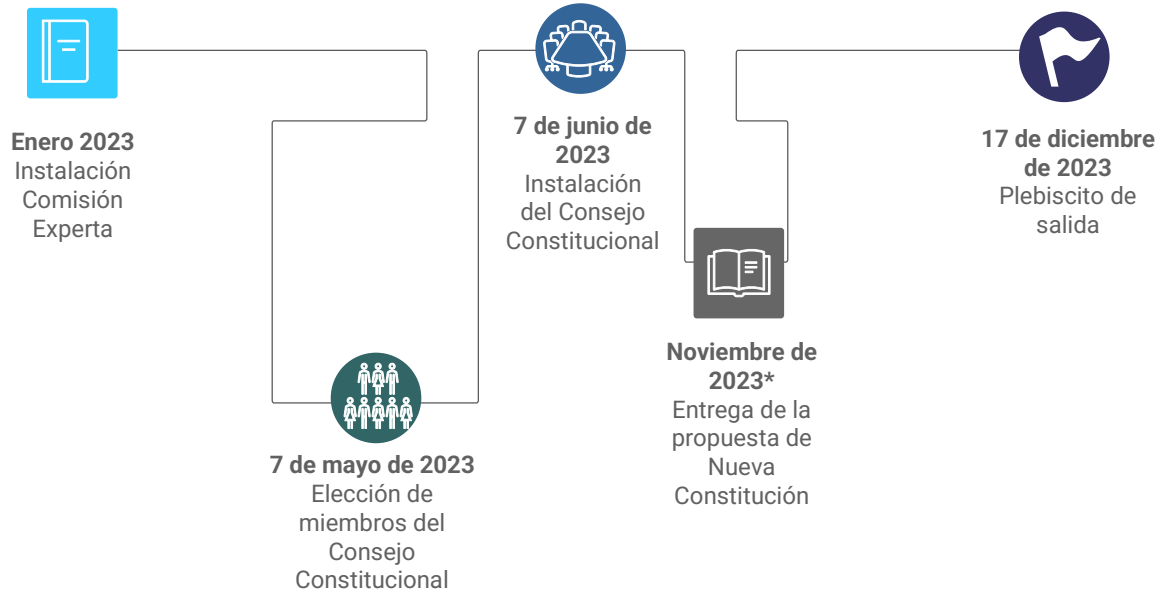 Enero 2023
Instalación
Comisión
Experta
7 de mayo de 2023
Elección de
miembros del
Consejo
Constitucional
7 de junio de
2023
Instalación
del Consejo
Constitucional
Noviembre de
2023*
Entrega de la
propuesta de
Nueva
Constitución
17 de diciembre
de 2023
Plebiscito de
salida